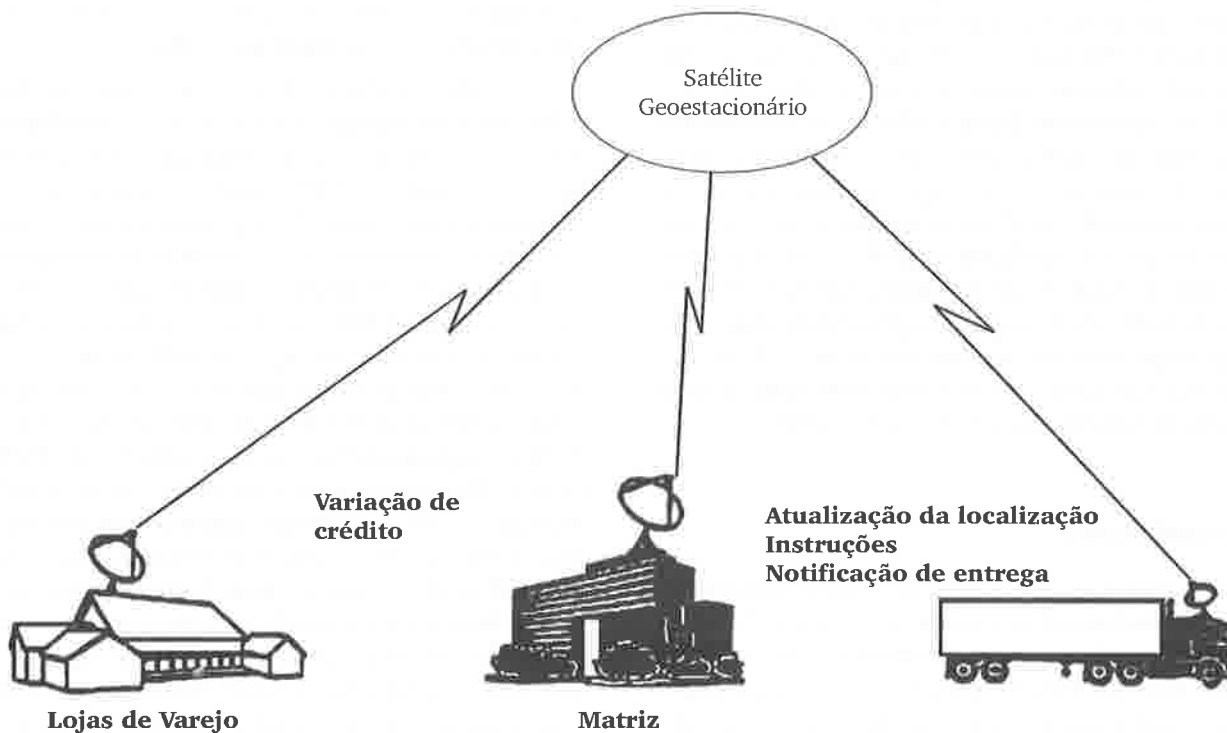 Satélite
Geoestacionário
Variação de
crédito
Atualização da localização
Instruções
Notificação de entrega
Lojas de Varejo
Matriz